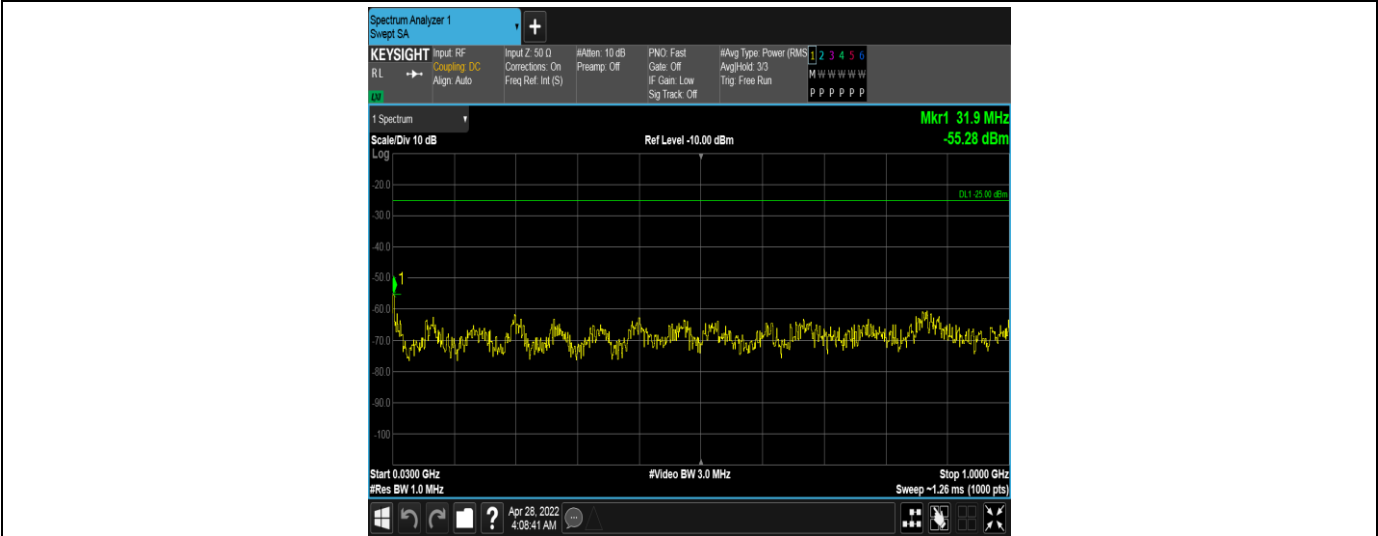 Spectrum Analyzer 1
Swept SA
+
KEYSIGHT
RL
Input: RF
Coupling: DC
Align: Auto
Input Z: 50 Ω
Corrections: On
Freq Ref: Int (S)
#Atten: 10 dB
Preamp: Off
PNO: Fast
Gate: Off
IF Gain: Low
Sig Track: Off
#Avg Type: Power (RMS
Avg|Hold: 3/3
Trig: Free Run
1 2 3 4 5 6
M W W W W W
P P P P P P
1 Spectrum
Mkr1 31.9 MHz
Scale/Div 10 dB
Ref Level -10.00 dBm
-55.28 dBm
Log
-20.0
DL1 -25.00 dBm
-30.0
-40.0
-50.0
1
-60.0
-70.0
-80.0
-90.0
-100
Start 0.0300 GHz
#Video BW 3.0 MHz
Stop 1.0000 GHz
#Res BW 1.0 MHz
Sweep ~1.26 ms (1000 pts)
?
Apr 28, 2022
4:08:41 AM